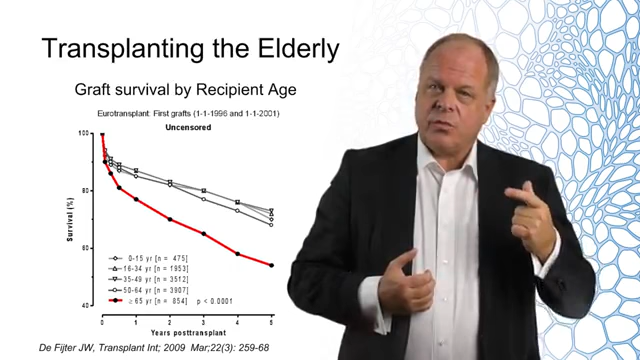 Transplanting the Elderly
Graft survival by Recipient Age
Eurotransplant: First grafts (1-1-1996 and 1-1-2001)
Uncensored
Survival (%)
100
80
60
40
0-15 yr [n = 475]
16-34 yr [n = 1953]
35-49 yr [n = 3512]
50-64 yr [n = 3907]
≥ 65 yr [n = 854] p < 0.0001
0 1 2 3 4 5
Years posttransplant
De Fijter JW, Transplant Int; 2009 Mar;22(3): 259-68